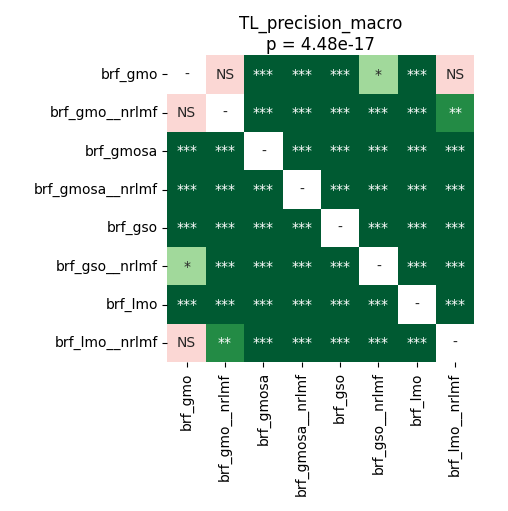 TL_precision_macro
p = 4.48e-17
brf_gmo - NS *** *** *** * *** NS
brf_gmo__nrlmf NS - *** *** *** *** *** **
brf_gmosa *** *** - *** *** *** *** ***
brf_gmosa__nrlmf *** *** *** - *** *** *** ***
brf_gso *** *** *** *** - *** *** ***
brf_gso__nrlmf * *** *** *** *** - *** ***
brf_lmo *** *** *** *** *** *** - ***
brf_lmo__nrlmf NS ** *** *** *** *** *** -
brf_gmo
brf_gmo__nrlmf
brf_gmosa
brf_gmosa__nrlmf
brf_gso
brf_gso__nrlmf
brf_lmo
brf_lmo__nrlmf